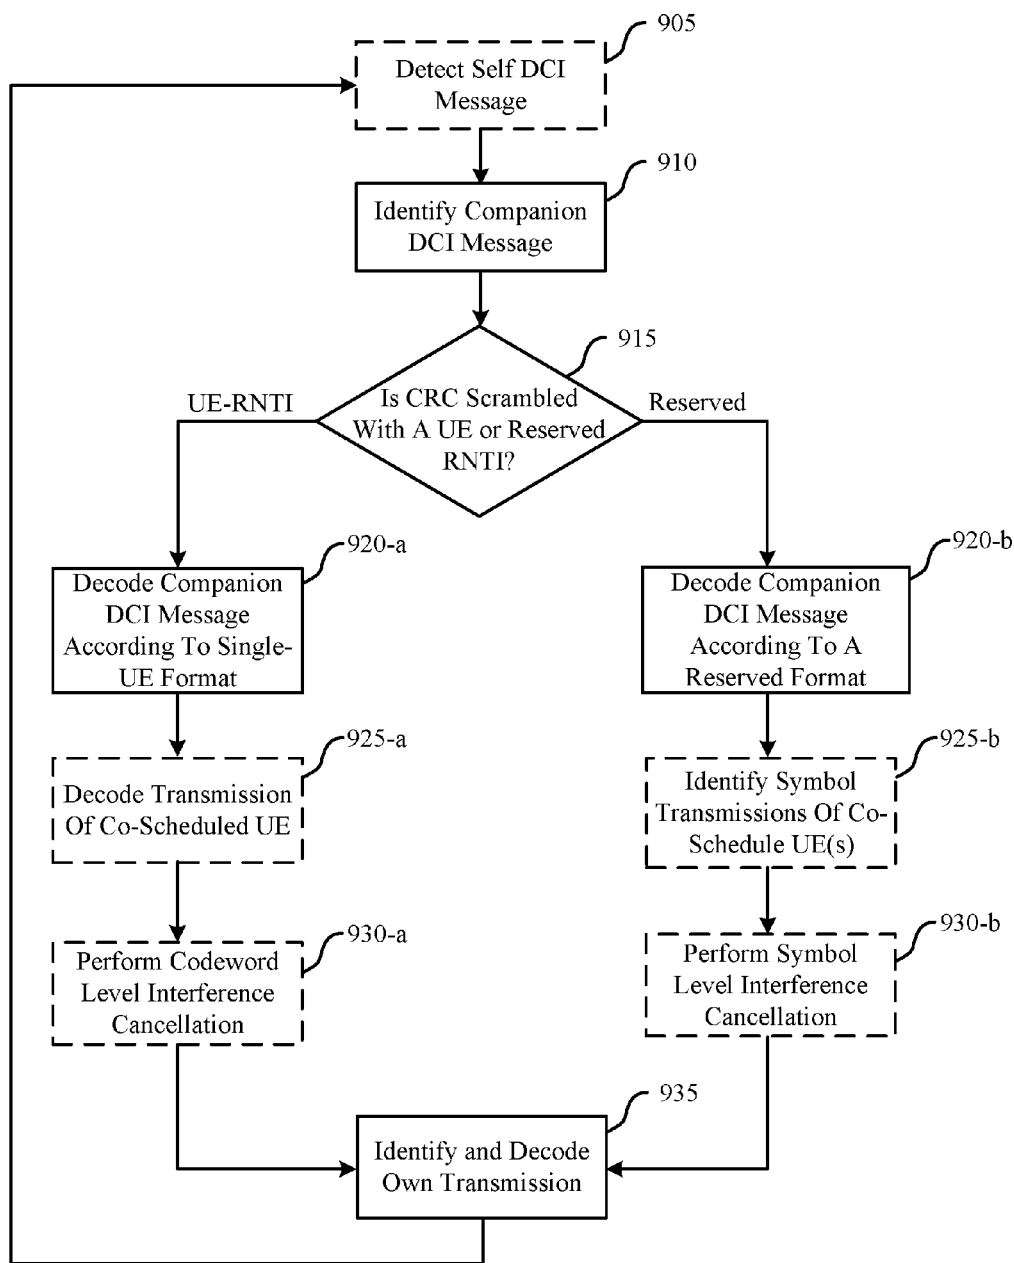 905
Detect Self DCI
Message
910
Identify Companion
DCI Message
915
Is CRC Scrambled
With A UE or Reserved
RNTI?
UE-RNTI
Reserved
920-a
Decode Companion
DCI Message
According To Single-
UE Format
920-b
Decode Companion
DCI Message
According To A
Reserved Format
925-a
Decode Transmission
Of Co-Scheduled UE
925-b
Identify Symbol
Transmissions Of Co-
Schedule UE(s)
930-a
Perform Codeword
Level Interference
Cancellation
930-b
Perform Symbol
Level Interference
Cancellation
935
Identify and Decode
Own Transmission